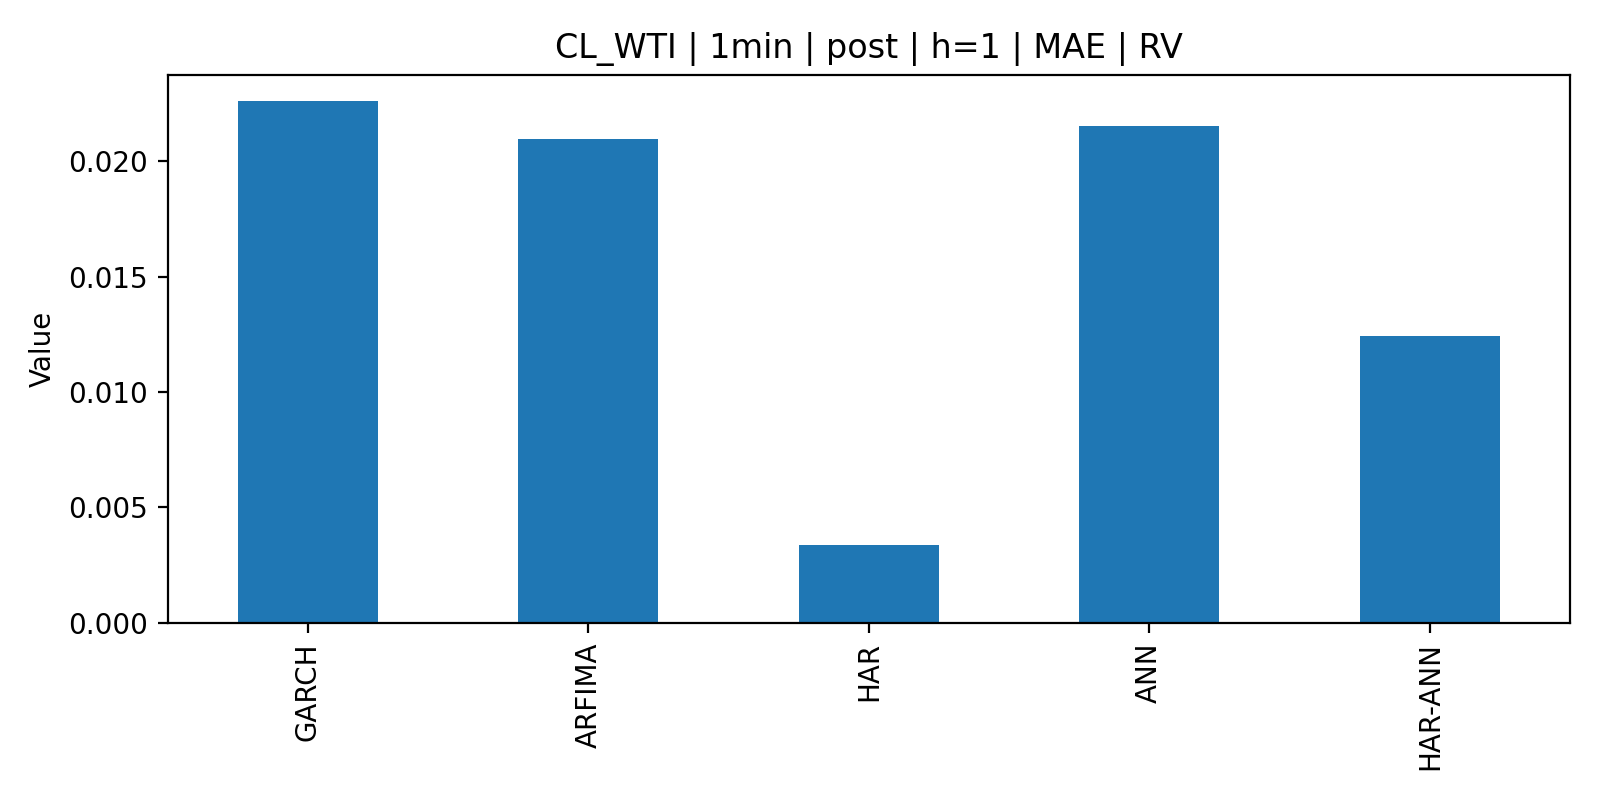 CL_WTI | 1min | post | h=1 | MAE | RV
Value
0.020
0.015
0.010
0.005
0.000
GARCH
ARFIMA
HAR
ANN
HAR-ANN